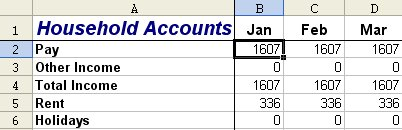 A B C D
1 Household Accounts Jan Feb Mar
2 Pay 1607 1607 1607
3 Other Income 0 0 0
4 Total Income 1607 1607 1607
5 Rent 336 336 336
6 Holidays 0 0 0